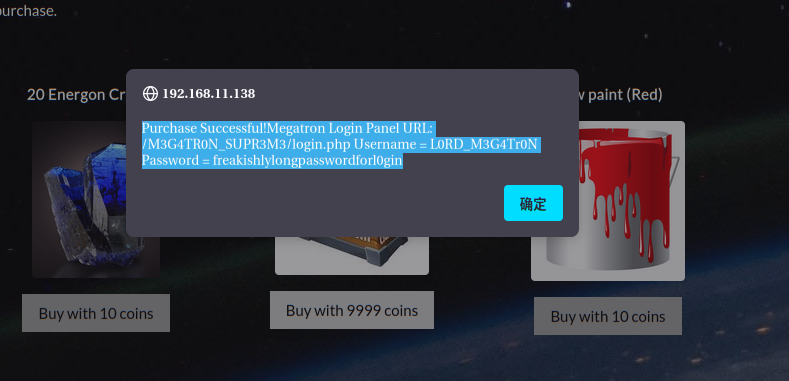 urchase.
20 Energon Cr
w paint (Red)
192.168.11.138
Purchase Successful!Megatron Login Panel URL:
/M3G4TR0N_SUPR3M3/login.php Username = L0RD_M3G4Tr0N
Password = freakishlylongpasswordforl0gin
确定
Buy with 10 coins
Buy with 9999 coins
Buy with 10 coins